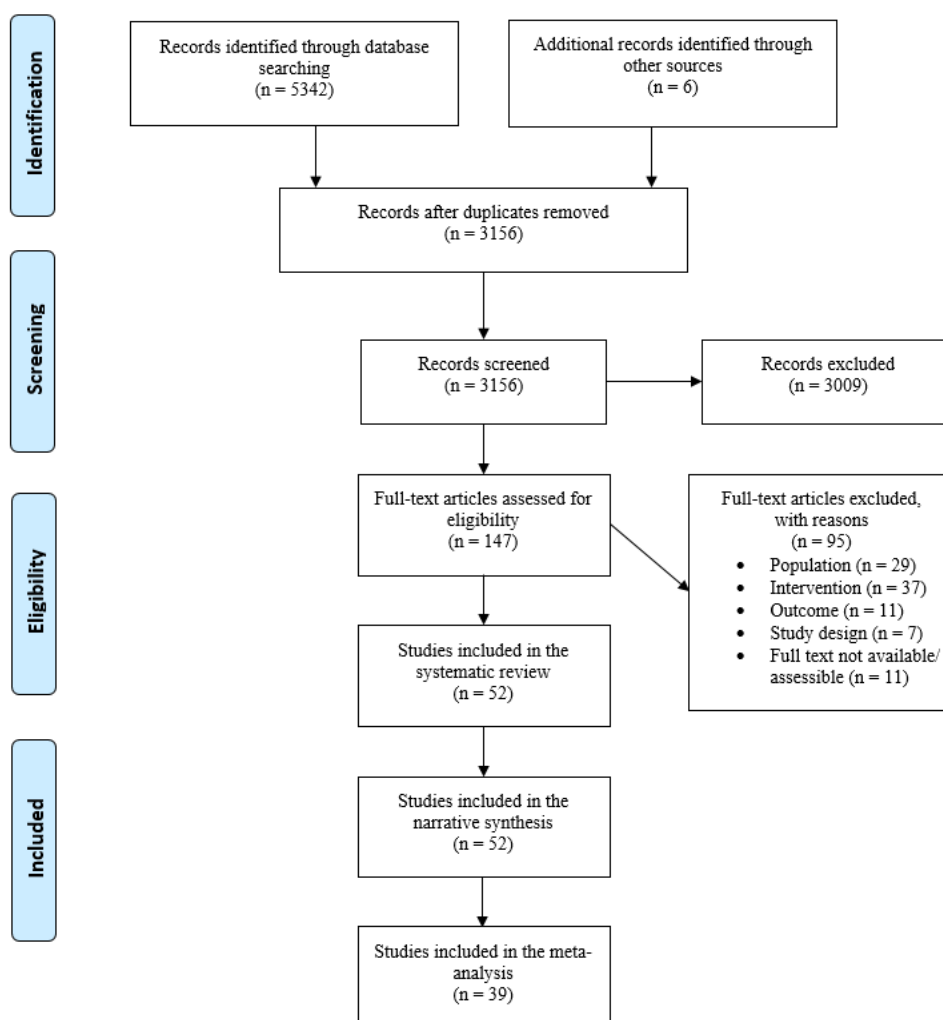 Identification
Records identified through database
searching
(n = 5342)
Additional records identified through
other sources
(n = 6)
Records after duplicates removed
(n = 3156)
Screening
Records screened
(n = 3156)
Records excluded
(n = 3009)
Eligibility
Full-text articles assessed for
eligibility
(n = 147)
Full-text articles excluded,
with reasons
(n = 95)
• Population (n = 29)
• Intervention (n = 37)
• Outcome (n = 11)
• Study design (n = 7)
• Full text not available/
assessible (n = 11)
Studies included in the
systematic review
(n = 52)
Included
Studies included in the
narrative synthesis
(n = 52)
Studies included in the meta-
analysis
(n = 39)